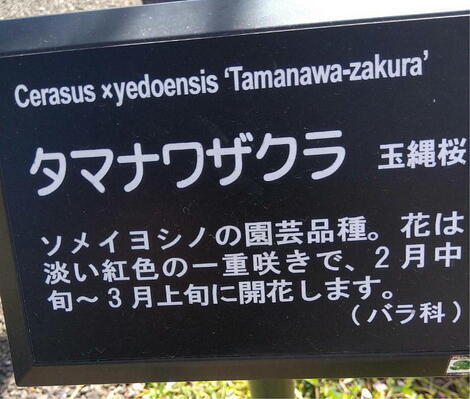 Cerasus ×yedoensis 'Tamanawa-zakura'
タマナワザクラ 玉縄桜
ソメイヨシノの園芸品種。花は
淡い紅色の一重咲きで、2月中
旬～3月上旬に開花します。
（バラ科）